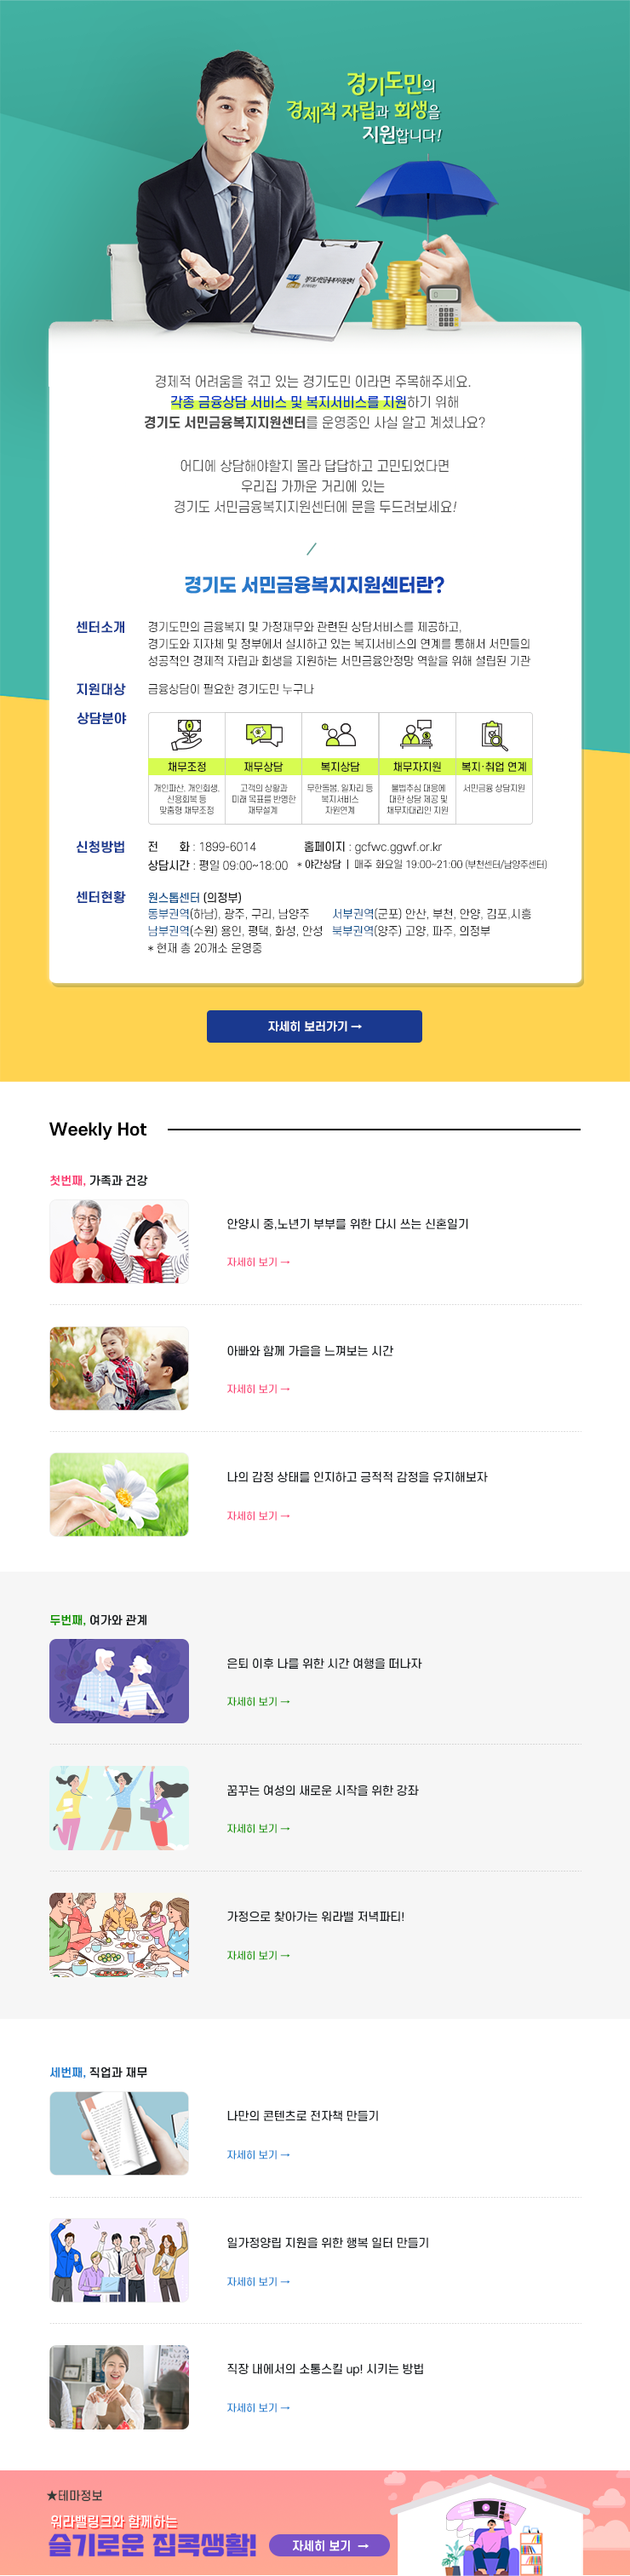 경기도민의
경제적 자립과 회생을
지원합니다!
경기도서민금융복지지원센터
경제적 어려움을 겪고 있는 경기도민 이라면 주목해주세요.
각종 금융상담 서비스 및 복지서비스를 지원하기 위해
경기도 서민금융복지지원센터를 운영중인 사실 알고 계셨나요?
어디에 상담해야할지 몰라 답답하고 고민되었다면
우리집 가까운 거리에 있는
경기도 서민금융복지지원센터에 문을 두드려보세요!
경기도 서민금융복지지원센터란?
센터소개 경기도민의 금융복지 및 가정재무와 관련된 상담서비스를 제공하고,
경기도와 지자체 및 정부에서 실시하고 있는 복지서비스의 연계를 통해서 서민들의
성공적인 경제적 자립과 회생을 지원하는 서민금융안정망 역할을 위해 설립된 기관
지원대상 금융상담이 필요한 경기도민 누구나
상담분야
채무조정 재무상담 복지상담 채무자지원 복지·취업 연계
개인파산, 개인회생, 고객의 상황과 무한돌봄, 일자리 등 불법추심 대응에 서민금융 상담지원
신용회복 등 미래 목표를 반영한 복지서비스 대한 상담 제공 및
맞춤형 채무조정 재무설계 자원연계 채무자대리인 지원
신청방법 전 화 : 1899-6014 홈페이지 : gcfwc.ggwf.or.kr
상담시간 : 평일 09:00~18:00 * 야간상담 | 매주 화요일 19:00~21:00 (부천센터/남양주센터)
센터현황 원스톱센터 (의정부)
동부권역(하남), 광주, 구리, 남양주 서부권역(군포) 안산, 부천, 안양, 김포,시흥
남부권역(수원) 용인, 평택, 화성, 안성 북부권역(양주) 고양, 파주, 의정부
* 현재 총 20개소 운영중
자세히 보러가기 →
Weekly Hot
첫번째, 가족과 건강
안양시 중,노년기 부부를 위한 다시 쓰는 신혼일기
자세히 보기 →
아빠와 함께 가을을 느껴보는 시간
자세히 보기 →
나의 감정 상태를 인지하고 긍적적 감정을 유지해보자
자세히 보기 →
두번째, 여가와 관계
은퇴 이후 나를 위한 시간 여행을 떠나자
자세히 보기 →
꿈꾸는 여성의 새로운 시작을 위한 강좌
자세히 보기 →
가정으로 찾아가는 워라밸 저녁파티!
자세히 보기 →
세번째, 직업과 재무
나만의 콘텐츠로 전자책 만들기
자세히 보기 →
일가정양립 지원을 위한 행복 일터 만들기
자세히 보기 →
직장 내에서의 소통스킬 up! 시키는 방법
자세히 보기 →
★테마정보
워라밸링크와 함께하는
슬기로운 집콕생활! 자세히 보기 →